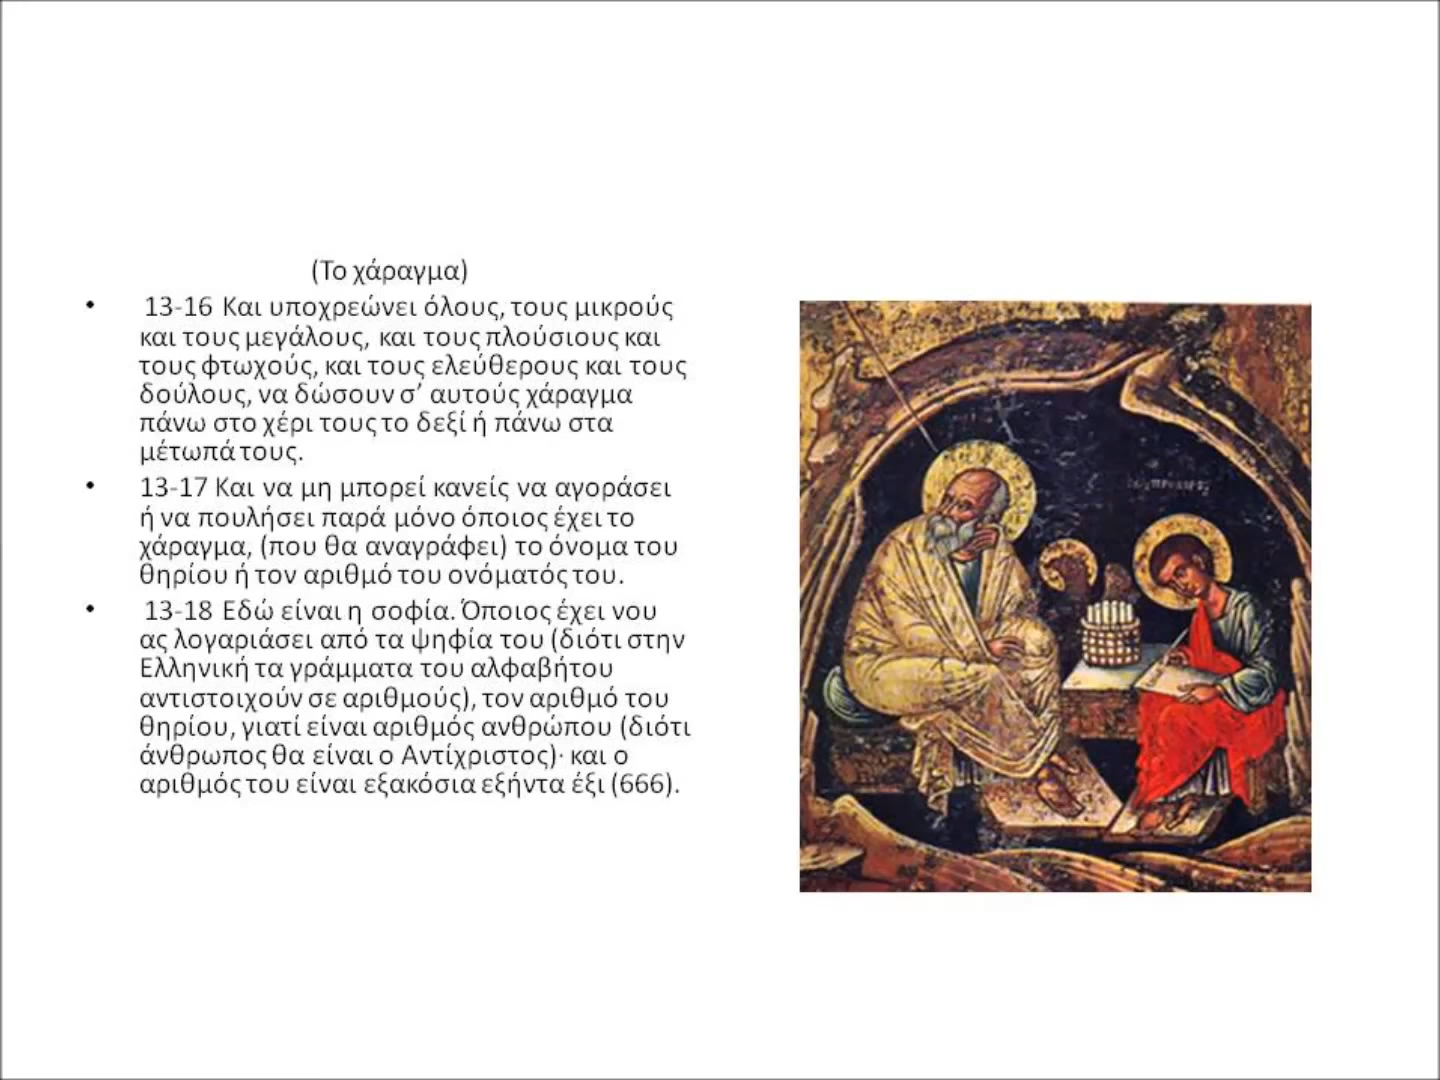 (Το χάραγμα)
• 13-16 Και υποχρεώνει όλους, τους μικρούς
και τους μεγάλους, και τους πλούσιους και
τους φτωχούς, και τους ελεύθερους και τους
δούλους, να δώσουν σ’ αυτούς χάραγμα
πάνω στο χέρι τους το δεξί ή πάνω στα
μέτωπά τους.
• 13-17 Και να μη μπορεί κανείς να αγοράσει
ή να πουλήσει παρά μόνο όποιος έχει το
χάραγμα, (που θα αναγράφει) το όνομα του
θηρίου ή τον αριθμό του ονόματός του.
• 13-18 Εδώ είναι η σοφία. Όποιος έχει νου
ας λογαριάσει από τα ψηφία του (διότι στην
Ελληνική τα γράμματα του αλφαβήτου
αντιστοιχούν σε αριθμούς), τον αριθμό του
θηρίου, γιατί είναι αριθμός ανθρώπου (διότι
άνθρωπος θα είναι ο Αντίχριστος)· και ο
αριθμός του είναι εξακόσια εξήντα έξι (666).